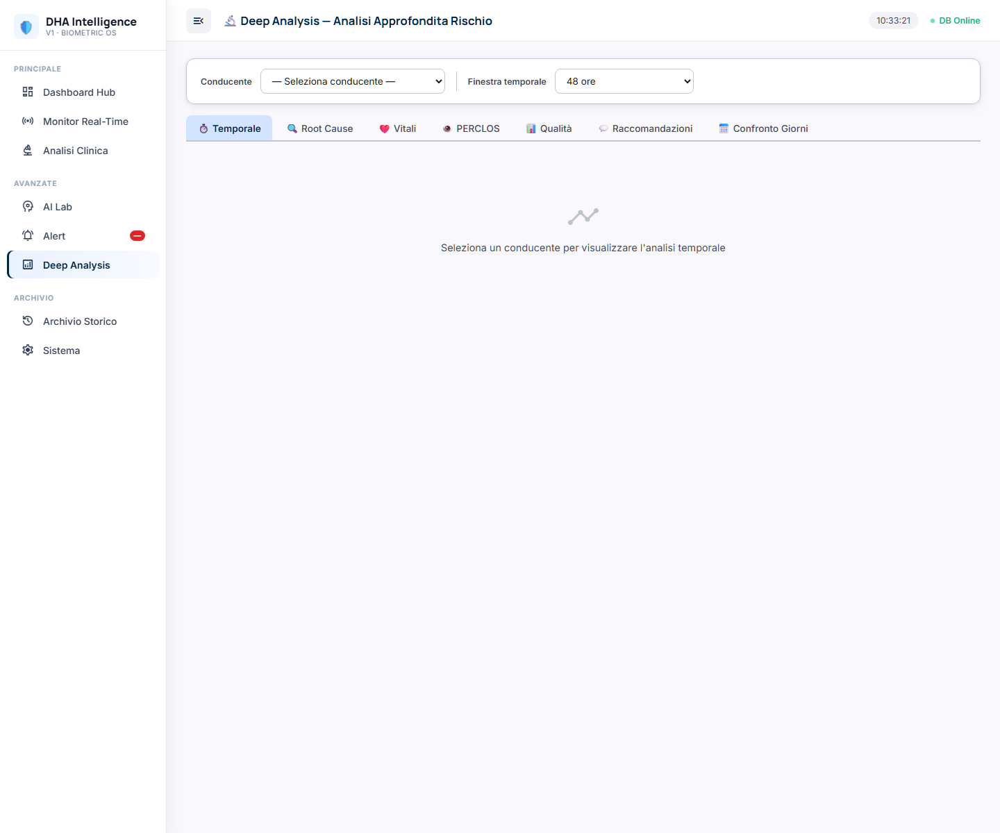 DHA Intelligence
V1 · BIOMETRIC OS
PRINCIPALE
Dashboard Hub
Monitor Real-Time
Analisi Clinica
AVANZATE
AI Lab
Alert
—
Deep Analysis
ARCHIVIO
Archivio Storico
Sistema
Deep Analysis — Analisi Approfondita Rischio
10:33:21
DB Online
Conducente
— Seleziona conducente —
Finestra temporale
48 ore
Temporale
Root Cause
Vitali
PERCLOS
Qualità
Raccomandazioni
Confronto Giorni
Seleziona un conducente per visualizzare l'analisi temporale